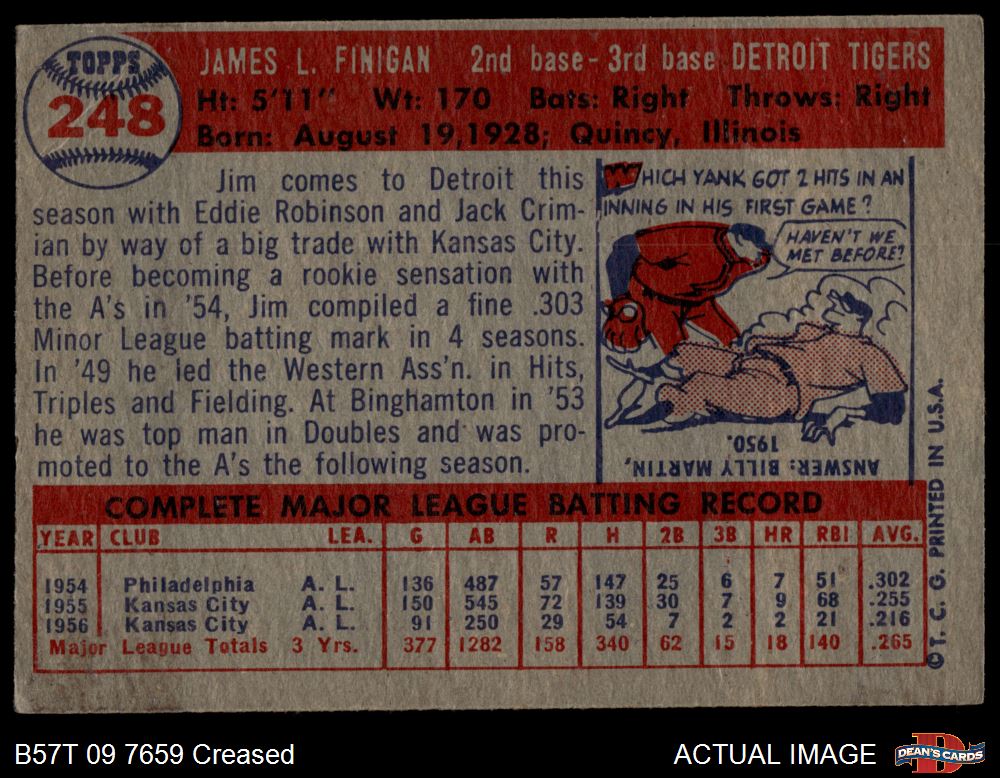 TOPPS
248
JAMES L. FINIGAN 2nd base - 3rd base DETROIT TIGERS
Ht: 5'11" Wt: 170 Bats: Right Throws: Right
Born: August 19,1928; Quincy, Illinois
Jim comes to Detroit this
season with Eddie Robinson and Jack Crim-
ian by way of a big trade with Kansas City.
Before becoming a rookie sensation with
the A's in '54, Jim compiled a fine .303
Minor League batting mark in 4 seasons.
In '49 he led the Western Ass'n. in Hits,
Triples and Fielding. At Binghamton in '53
he was top man in Doubles and was pro-
moted to the A's the following season.
WHICH YANK GOT 2 HITS IN AN
INNING IN HIS FIRST GAME?
HAVEN'T WE
MET BEFORE?
ANSWER: BILLY MARTIN,
1950.
COMPLETE MAJOR LEAGUE BATTING RECORD
YEAR CLUB LEA. G AB R H 2B 3B HR RBI AVG.
1954 Philadelphia A. L. 136 487 57 147 25 6 7 51 .302
1955 Kansas City A. L. 150 545 72 139 30 7 9 68 .255
1956 Kansas City A. L. 91 250 29 54 7 2 2 21 .216
Major League Totals 3 Yrs. 377 1282 158 340 62 15 18 140 .265
© T. C. G. PRINTED IN U.S.A.
B57T 09 7659 Creased
ACTUAL IMAGE
DEAN'S CARDS